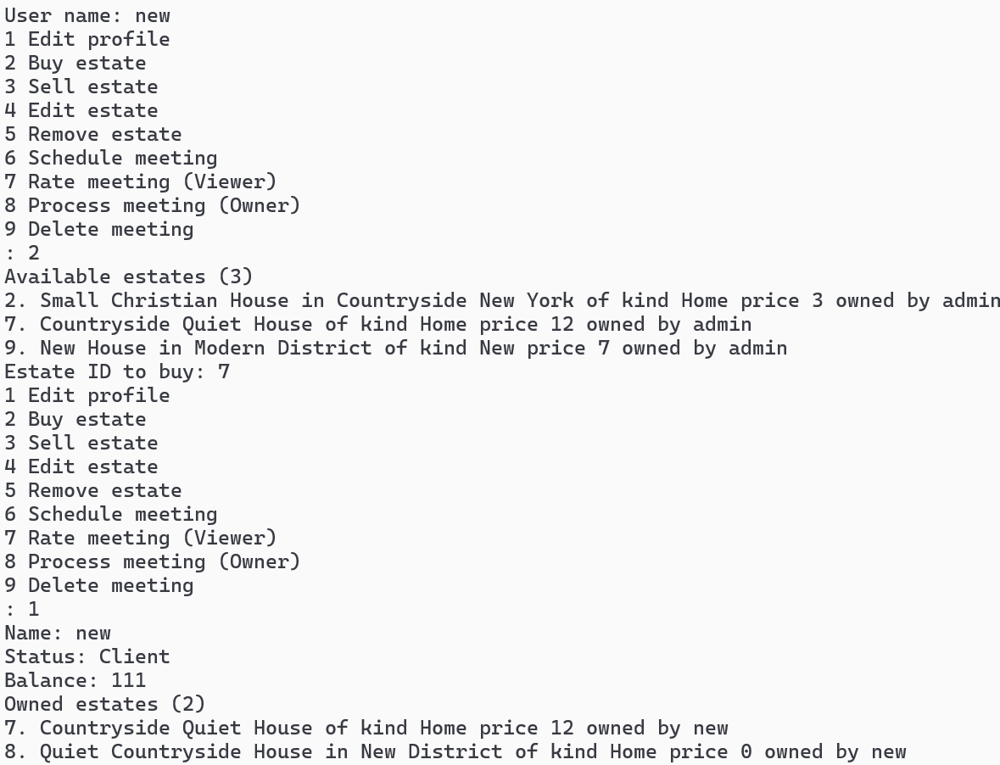 User name: new
1 Edit profile
2 Buy estate
3 Sell estate
4 Edit estate
5 Remove estate
6 Schedule meeting
7 Rate meeting (Viewer)
8 Process meeting (Owner)
9 Delete meeting
: 2
Available estates (3)
2. Small Christian House in Countryside New York of kind Home price 3 owned by admin
7. Countryside Quiet House of kind Home price 12 owned by admin
9. New House in Modern District of kind New price 7 owned by admin
Estate ID to buy: 7
1 Edit profile
2 Buy estate
3 Sell estate
4 Edit estate
5 Remove estate
6 Schedule meeting
7 Rate meeting (Viewer)
8 Process meeting (Owner)
9 Delete meeting
: 1
Name: new
Status: Client
Balance: 111
Owned estates (2)
7. Countryside Quiet House of kind Home price 12 owned by new
8. Quiet Countryside House in New District of kind Home price 0 owned by new